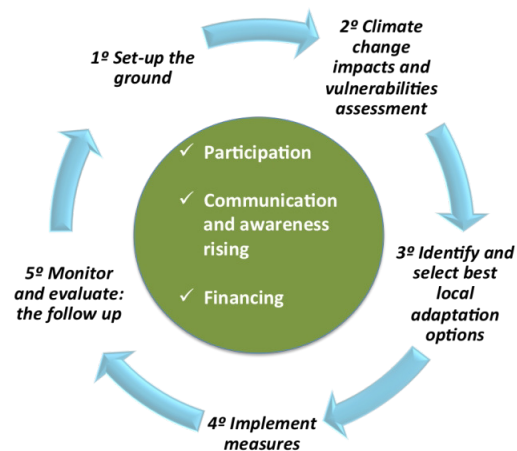 1º Set-up the
ground
2º Climate
change
impacts and
vulnerabilities
assessment
✓ Participation
✓ Communication
and awareness
rising
✓ Financing
3º Identify and
select best
local
adaptation
options
4º Implement
measures
5º Monitor
and evaluate:
the follow up